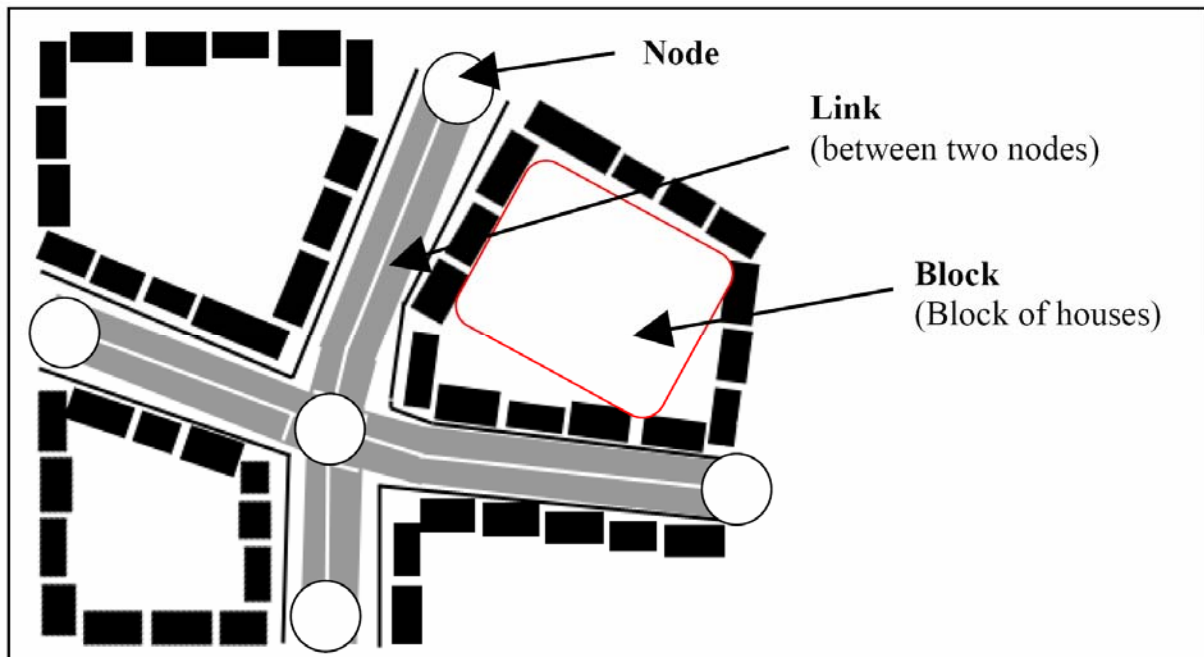 Node
Link
(between two nodes)
Block
(Block of houses)